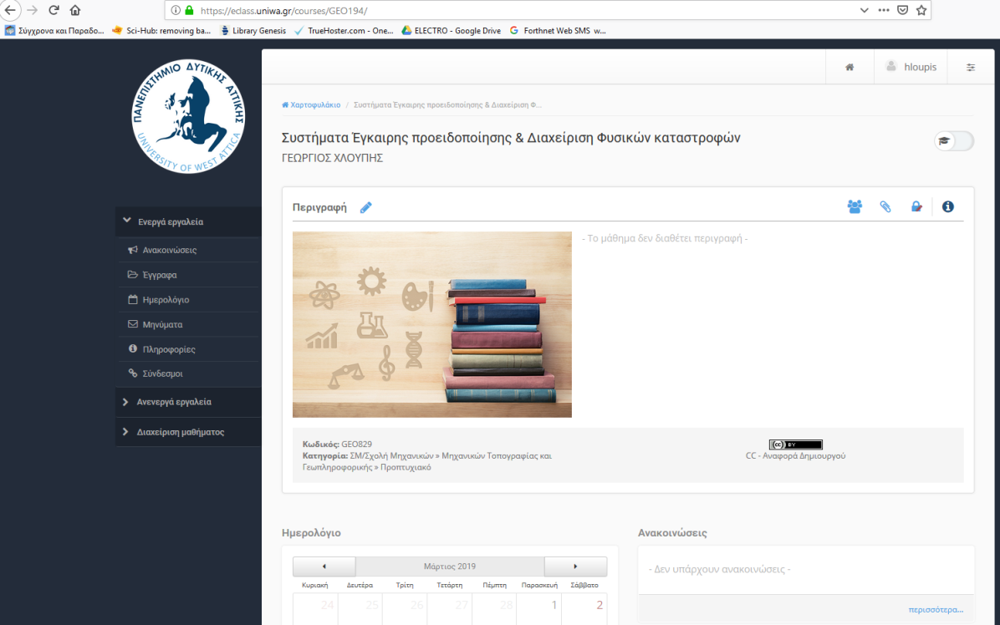 https://eclass.uniwa.gr/courses/GEO194/
Σύγχρονα και Παραδο...
Sci-Hub: removing ba...
Library Genesis
TrueHoster.com - One...
ELECTRO - Google Drive
Forthnet Web SMS w...
ΠΑΝΕΠΙΣΤΗΜΙΟ ΔΥΤΙΚΗΣ ΑΤΤΙΚΗΣ
UNIVERSITY OF WEST ATTICA
hloupis
Χαρτοφυλάκιο / Συστήματα Έγκαιρης προειδοποίησης & Διαχείριση Φ...
Συστήματα Έγκαιρης προειδοποίησης & Διαχείριση Φυσικών καταστροφών
ΓΕΩΡΓΙΟΣ ΧΛΟΥΠΗΣ
Ενεργά εργαλεία
Ανακοινώσεις
Έγγραφα
Ημερολόγιο
Μηνύματα
Πληροφορίες
Σύνδεσμοι
Ανενεργά εργαλεία
Διαχείριση μαθήματος
Περιγραφή
- Το μάθημα δεν διαθέτει περιγραφή -
Κωδικός: GEO829
Κατηγορία: ΣΜ/Σχολή Μηχανικών » Μηχανικών Τοπογραφίας και
Γεωπληροφορικής » Προπτυχιακό
(cc) BY
CC - Αναφορά Δημιουργού
Ημερολόγιο
Μάρτιος 2019
Κυριακή Δευτέρα Τρίτη Τετάρτη Πέμπτη Παρασκευή Σάββατο
24 25 26 27 28 1 2
Ανακοινώσεις
- Δεν υπάρχουν ανακοινώσεις -
περισσότερα...